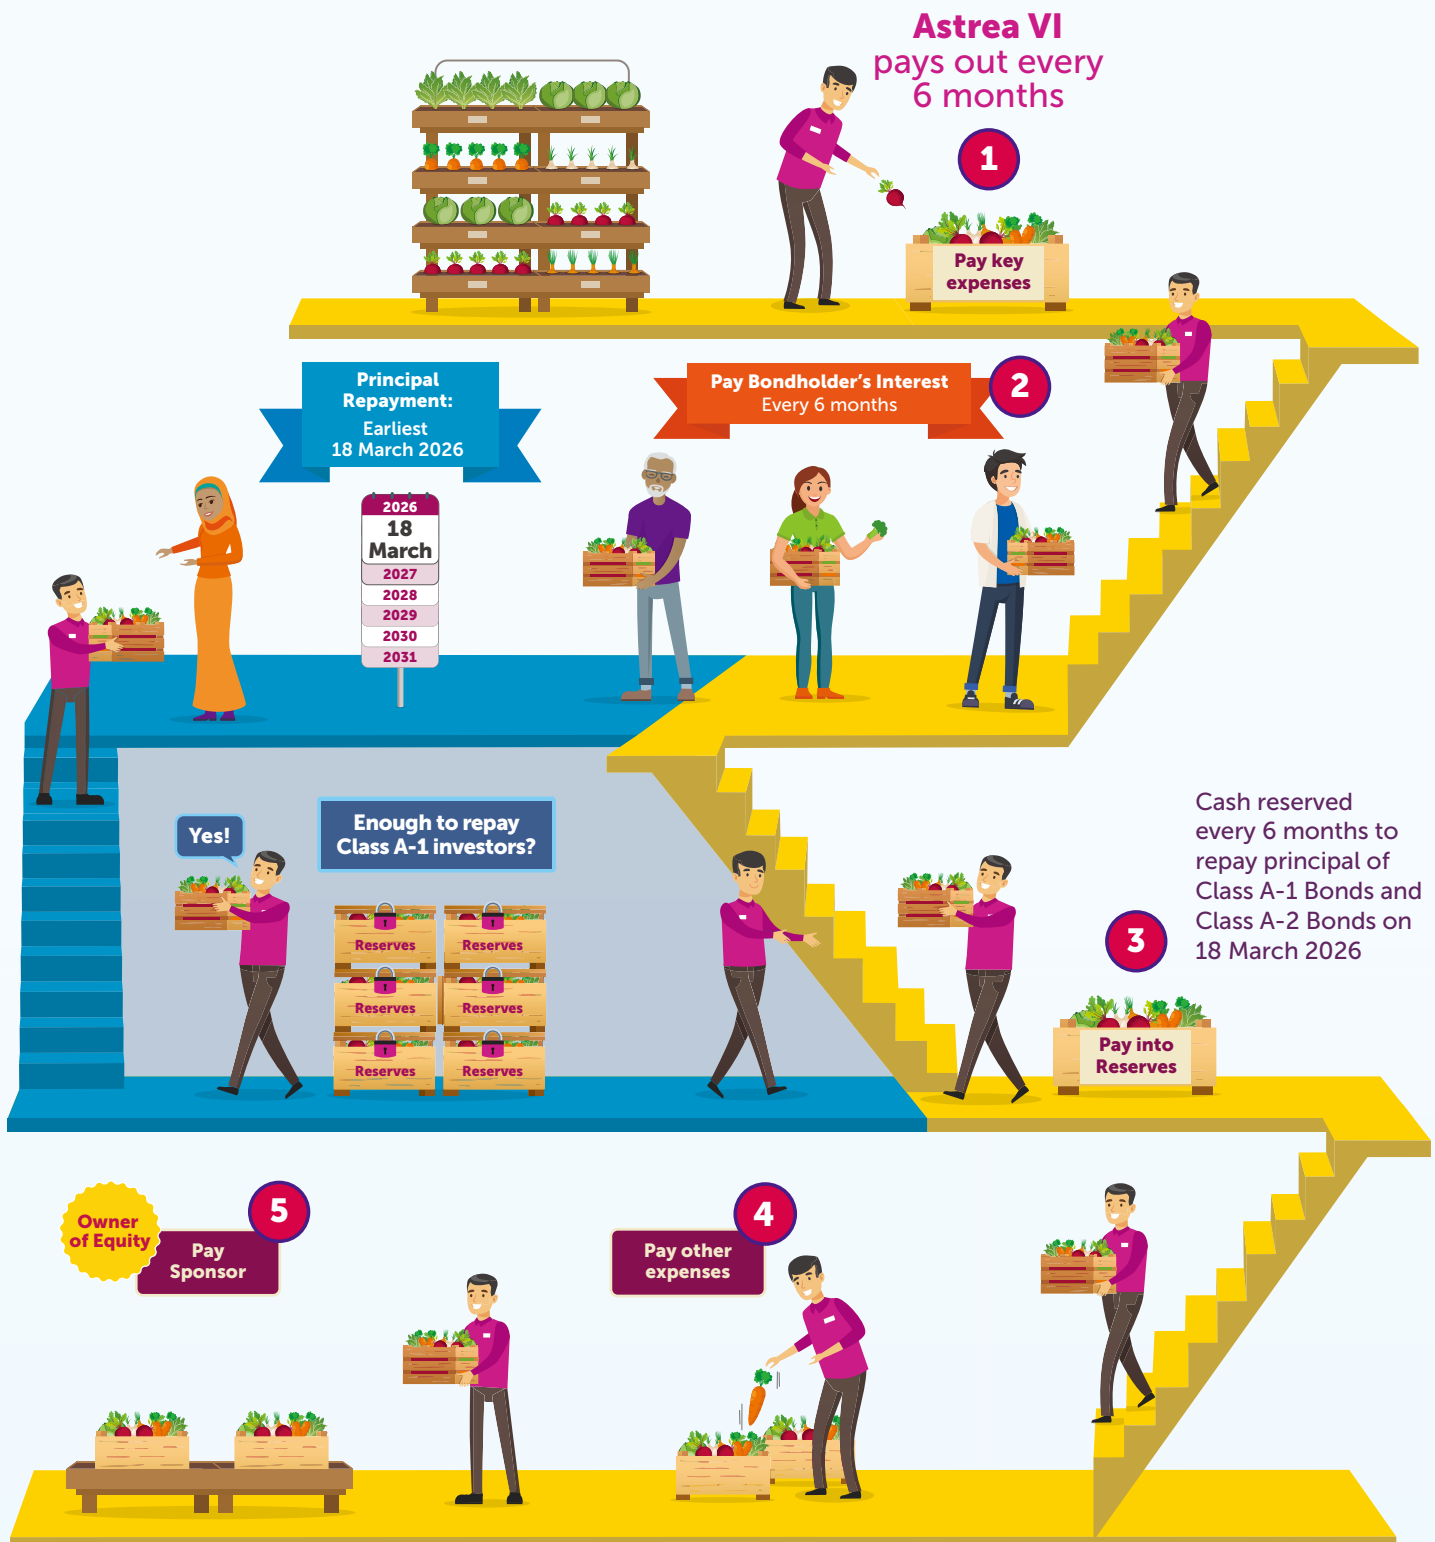 Astrea VI
pays out every
6 months
1
Pay key
expenses
Principal
Repayment:
Earliest
18 March 2026
Pay Bondholder's Interest
Every 6 months
2
2026
18
March
2027
2028
2029
2030
2031
Yes!
Enough to repay
Class A-1 investors?
Reserves
Reserves
Reserves
Reserves
Reserves
Reserves
Cash reserved
every 6 months to
repay principal of
Class A-1 Bonds and
Class A-2 Bonds on
18 March 2026
3
Pay into
Reserves
Owner
of Equity
5
Pay
Sponsor
4
Pay other
expenses